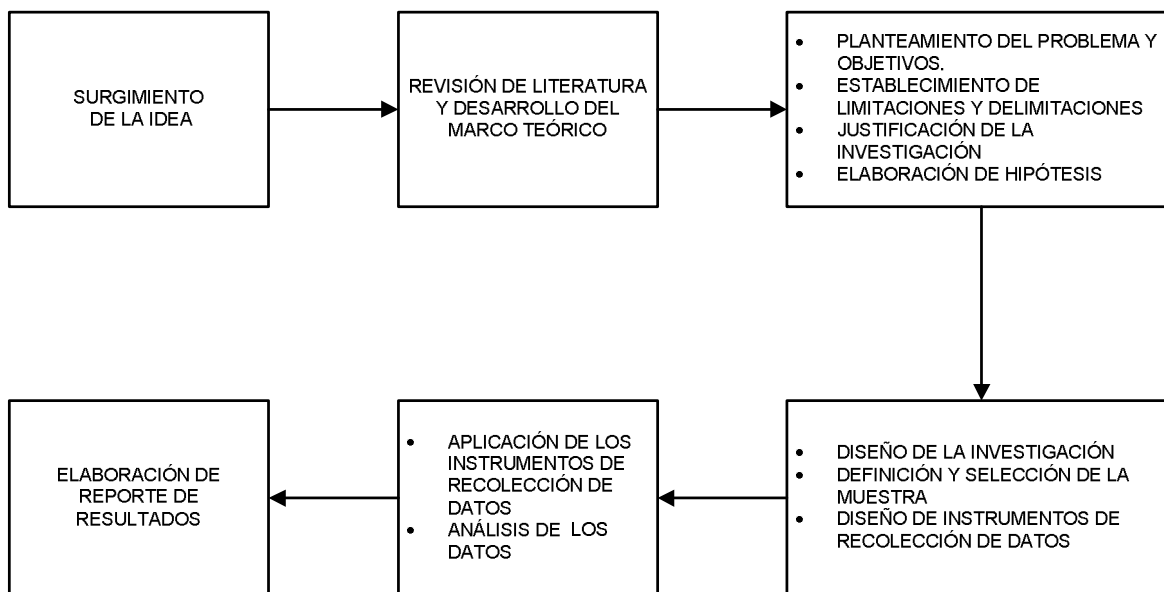 SURGIMIENTO
DE LA IDEA
REVISIÓN DE LITERATURA
Y DESARROLLO DEL
MARCO TEÓRICO
• PLANTEAMIENTO DEL PROBLEMA Y
OBJETIVOS.
• ESTABLECIMIENTO DE
LIMITACIONES Y DELIMITACIONES
• JUSTIFICACIÓN DE LA
INVESTIGACIÓN
• ELABORACIÓN DE HIPÓTESIS
• DISEÑO DE LA INVESTIGACIÓN
• DEFINICIÓN Y SELECCIÓN DE LA
MUESTRA
• DISEÑO DE INSTRUMENTOS DE
RECOLECCIÓN DE DATOS
• APLICACIÓN DE LOS
INSTRUMENTOS DE
RECOLECCIÓN DE
DATOS
• ANÁLISIS DE LOS
DATOS
ELABORACIÓN DE
REPORTE DE
RESULTADOS